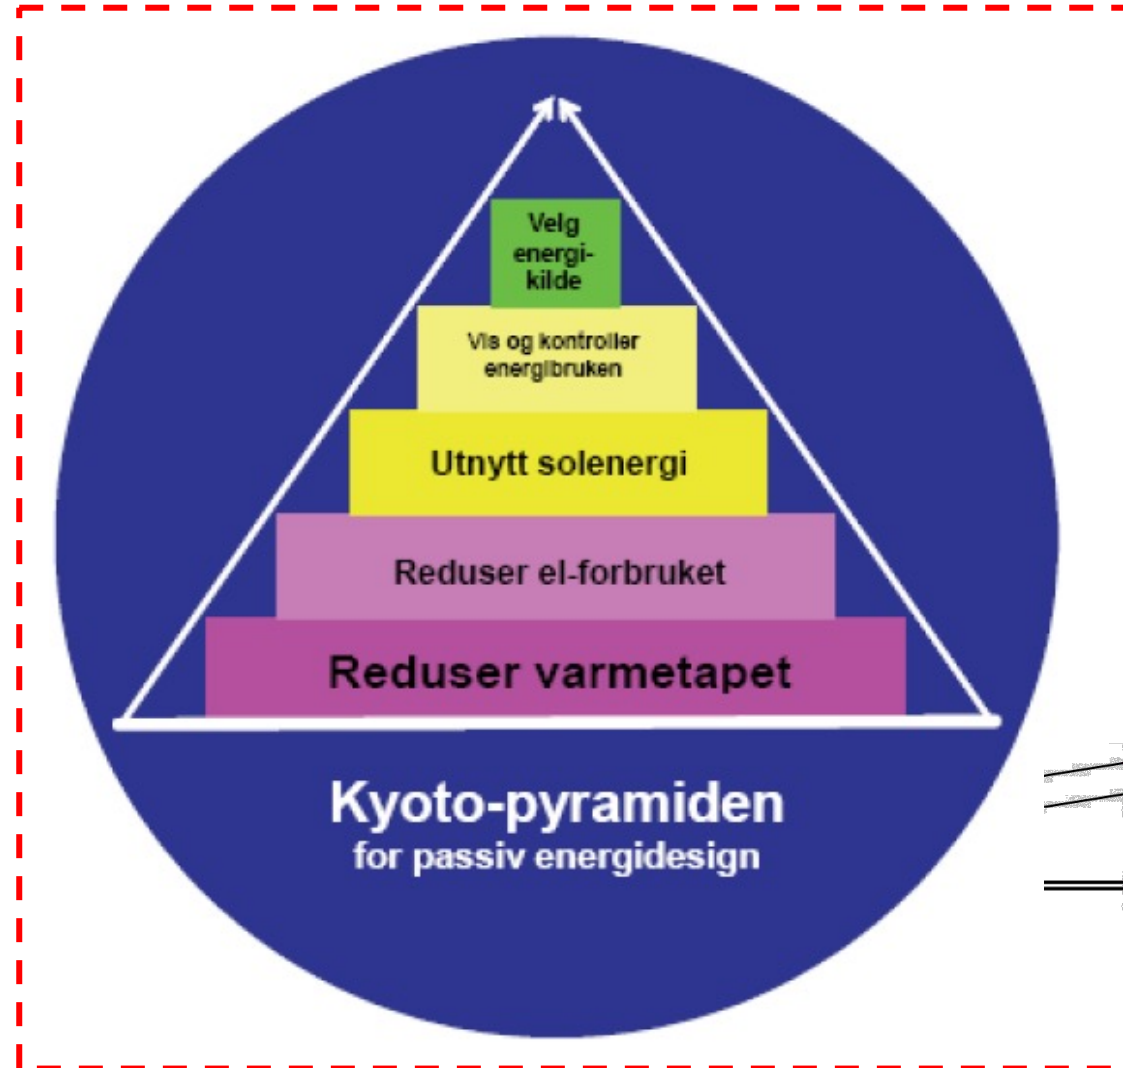 Velg
energi-
kilde
Vis og kontroller
energibruken
Utnytt solenergi
Reduser el-forbruket
Reduser varmetapet
Kyoto-pyramiden
for passiv energidesign